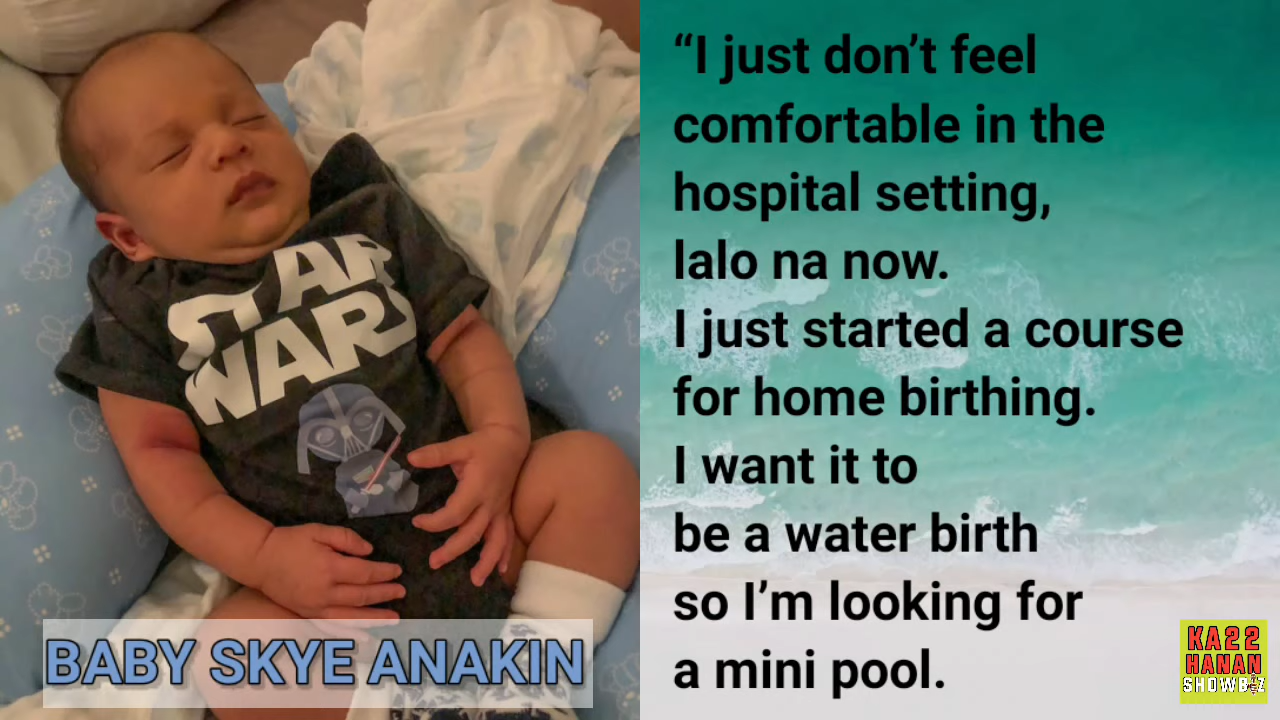 STAR
WARS
BABY SKYE ANAKIN
“I just don’t feel
comfortable in the
hospital setting,
lalo na now.
I just started a course
for home birthing.
I want it to
be a water birth
so I’m looking for
a mini pool.
KA22
HANAN
SHOWBIZ